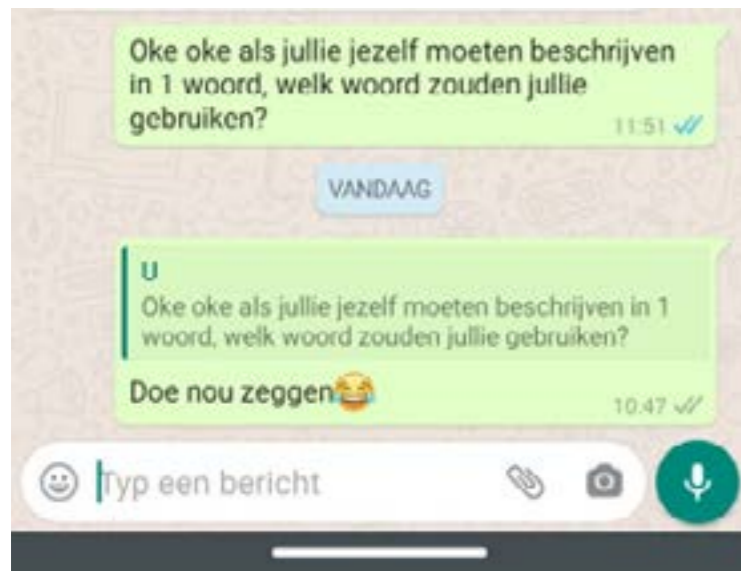 Oke oke als jullie jezelf moeten beschrijven
in 1 woord, welk woord zouden jullie
gebruiken?
11:51
VANDAAG
U
Oke oke als jullie jezelf moeten beschrijven in 1
woord, welk woord zouden jullie gebruiken?
Doe nou zeggen😂
10:47
Typ een bericht